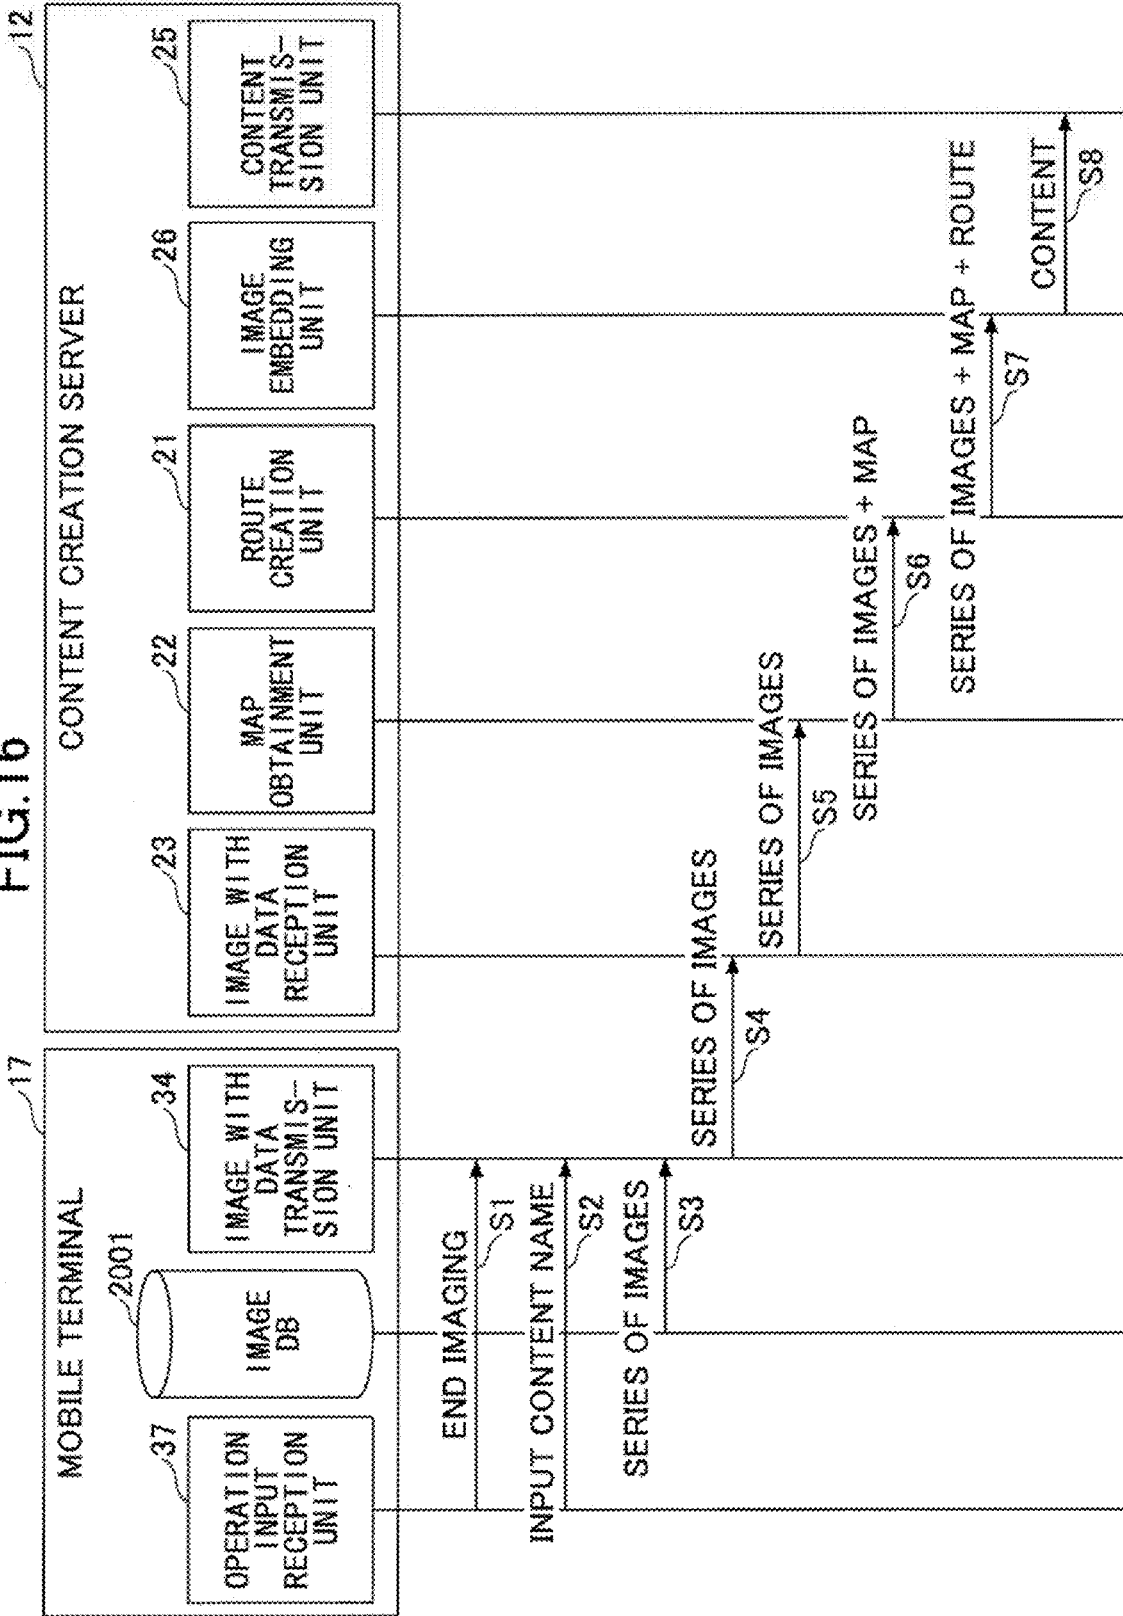 FIG.16
MOBILE TERMINAL
17
CONTENT CREATION SERVER
12
OPERATION
INPUT
RECEPTION
UNIT
37
IMAGE
DB
2001
IMAGE WITH
DATA
TRANSMIS-
SION UNIT
34
IMAGE WITH
DATA
RECEPTION
UNIT
23
MAP
OBTAINMENT
UNIT
22
ROUTE
CREATION
UNIT
21
IMAGE
EMBEDDING
UNIT
26
CONTENT
TRANSMIS-
SION UNIT
25
END IMAGING
S1
INPUT CONTENT NAME
S2
SERIES OF IMAGES
S3
SERIES OF IMAGES
S4
SERIES OF IMAGES
S5
SERIES OF IMAGES + MAP
S6
SERIES OF IMAGES + MAP + ROUTE
S7
CONTENT
S8